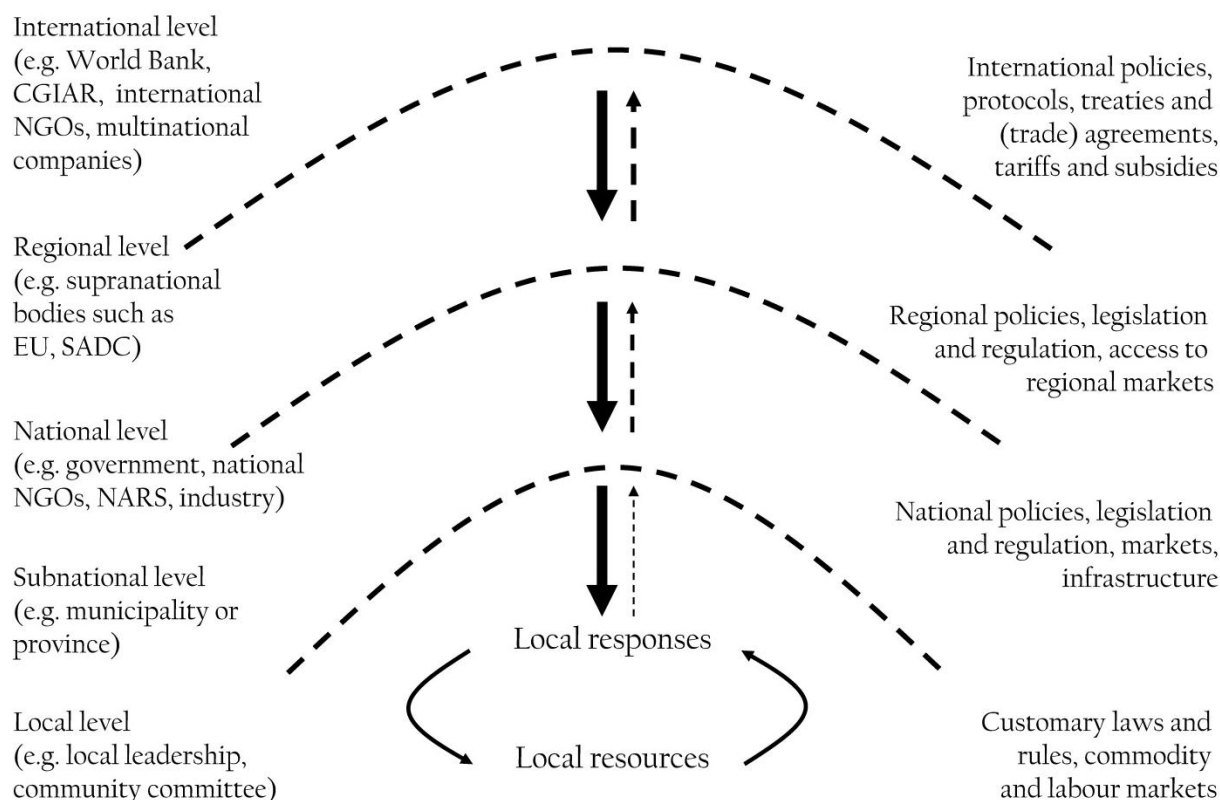 International level
(e.g. World Bank,
CGIAR, international
NGOs, multinational
companies)
International policies,
protocols, treaties and
(trade) agreements,
tariffs and subsidies
Regional level
(e.g. supranational
bodies such as
EU, SADC)
Regional policies, legislation
and regulation, access to
regional markets
National level
(e.g. government, national
NGOs, NARS, industry)
National policies, legislation
and regulation, markets,
infrastructure
Subnational level
(e.g. municipality or
province)
Local responses
Local level
(e.g. local leadership,
community committee)
Local resources
Customary laws and
rules, commodity
and labour markets